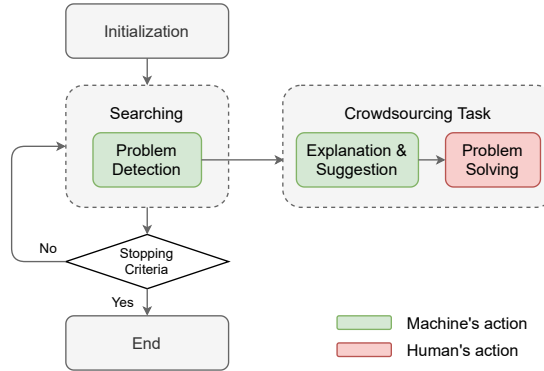 Initialization
Searching
Problem
Detection
Crowdsourcing Task
Explanation &
Suggestion
Problem
Solving
No
Stopping
Criteria
Yes
End
Machine's action
Human's action